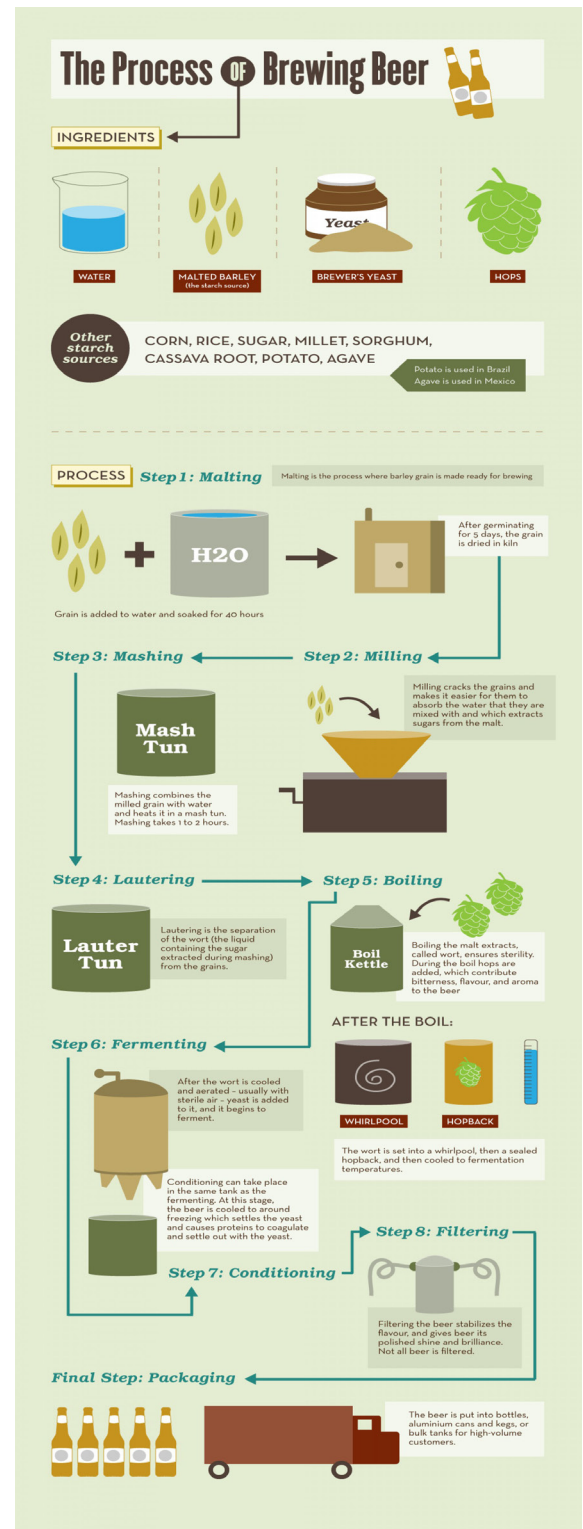 The Process OF Brewing Beer
INGREDIENTS
Yeast
WATER
MALTED BARLEY
(the starch source)
BREWER'S YEAST
HOPS
Other
starch
sources
CORN, RICE, SUGAR, MILLET, SORGHUM,
CASSAVA ROOT, POTATO, AGAVE
Potato is used in Brazil
Agave is used in Mexico
PROCESS
Step 1: Malting
Malting is the process where barley grain is made ready for brewing
H2O
After germinating
for 5 days, the grain
is dried in kiln
Grain is added to water and soaked for 40 hours
Step 2: Milling
Milling cracks the grains and
makes it easier for them to
absorb the water that they are
mixed with and which extracts
sugars from the malt.
Step 3: Mashing
Mash
Tun
Mashing combines the
milled grain with water
and heats it in a mash tun.
Mashing takes 1 to 2 hours.
Step 4: Lautering
Lauter
Tun
Lautering is the separation
of the wort (the liquid
containing the sugar
extracted during mashing)
from the grains.
Step 5: Boiling
Boil
Kettle
Boiling the malt extracts,
called wort, ensures sterility.
During the boil hops are
added, which contribute
bitterness, flavour, and aroma
to the beer
AFTER THE BOIL:
WHIRLPOOL
HOPBACK
The wort is set into a whirlpool, then a sealed
hopback, and then cooled to fermentation
temperatures.
Step 6: Fermenting
After the wort is cooled
and aerated – usually with
sterile air – yeast is added
to it, and it begins to
ferment.
Conditioning can take place
in the same tank as the
fermenting. At this stage,
the beer is cooled to around
freezing which settles the yeast
and causes proteins to coagulate
and settle out with the yeast.
Step 7: Conditioning
Step 8: Filtering
Filtering the beer stabilizes the
flavour, and gives beer its
polished shine and brilliance.
Not all beer is filtered.
Final Step: Packaging
The beer is put into bottles,
aluminium cans and kegs, or
bulk tanks for high-volume
customers.